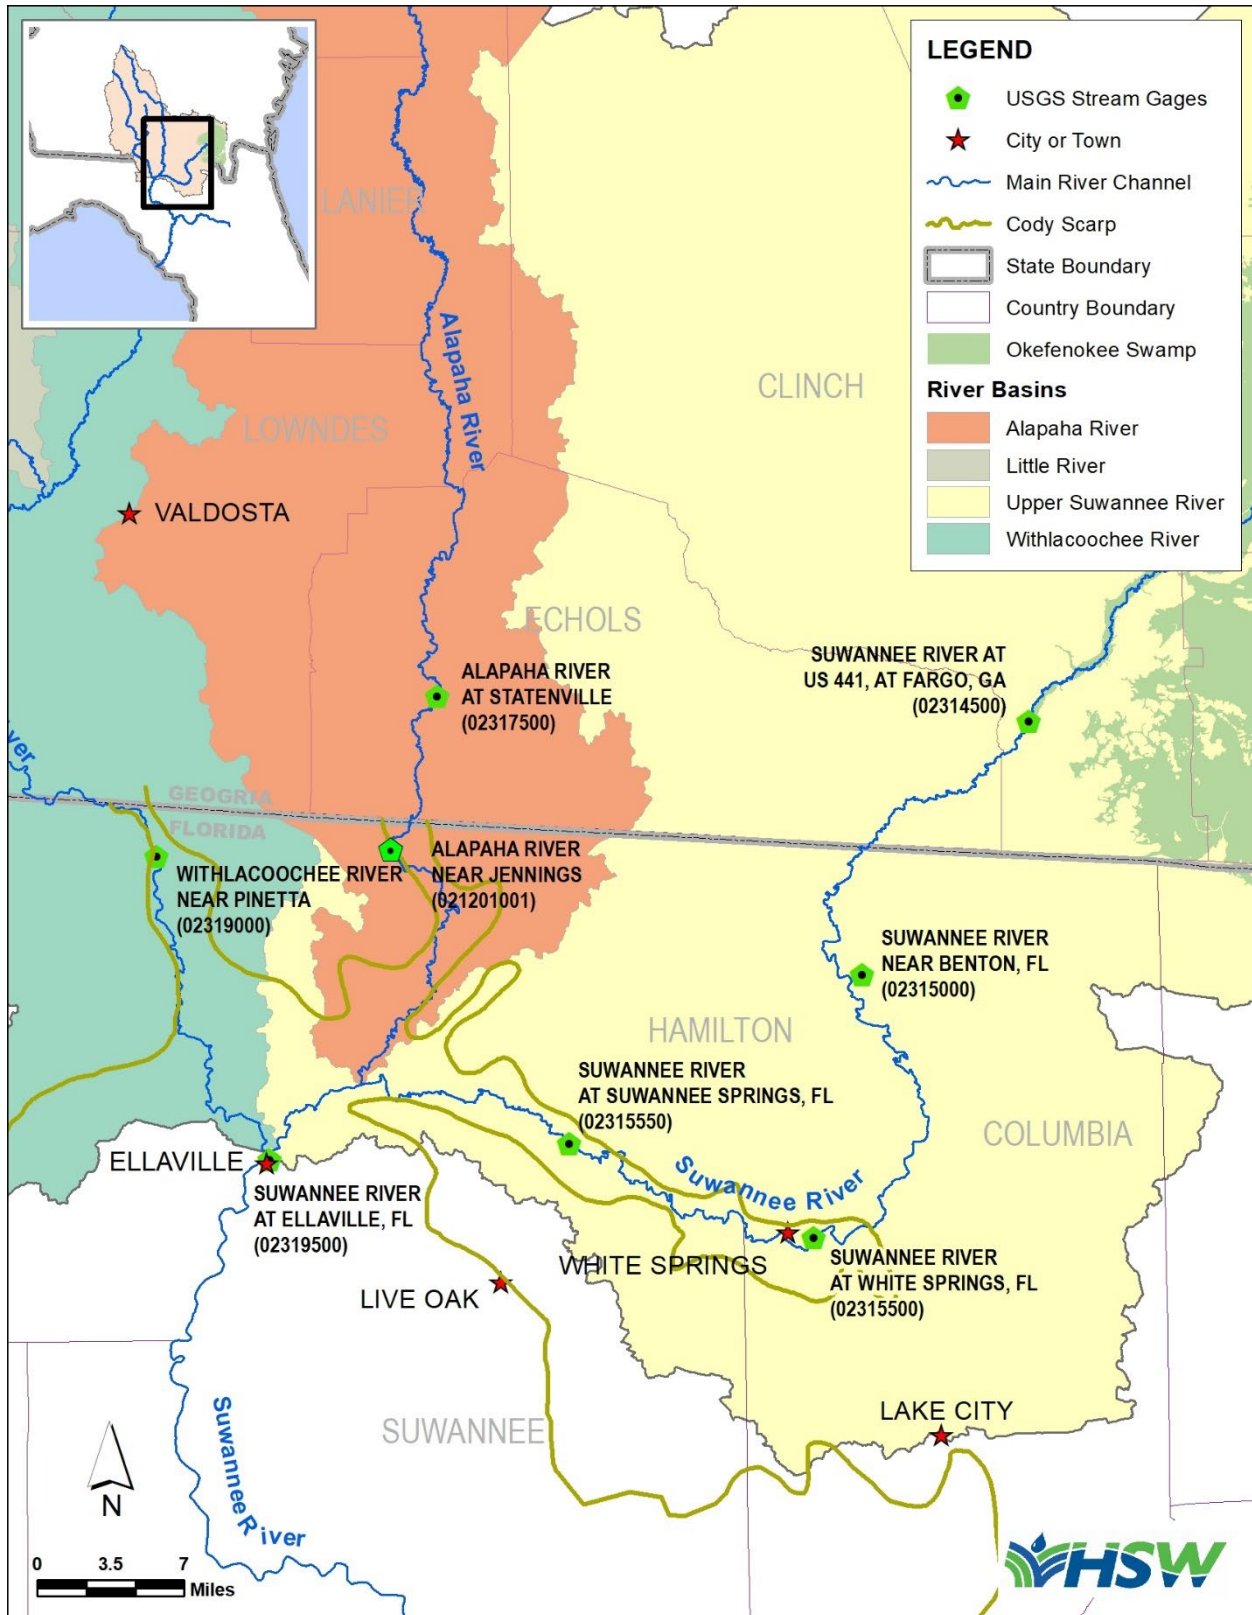 LEGEND
USGS Stream Gages
City or Town
Main River Channel
Cody Scarp
State Boundary
Country Boundary
Okefenokee Swamp
River Basins
Alapaha River
Little River
Upper Suwannee River
Withlacoochee River
LANIER
Alapaha River
CLINCH
LOWNDES
VALDOSTA
ECHOLS
SUWANNEE RIVER AT
US 441, AT FARGO, GA
(02314500)
ALAPAHA RIVER
AT STATENVILLE
(02317500)
iver
GEOGRIA
FLORIDA
ALAPAHA RIVER
NEAR JENNINGS
(021201001)
WITHLACOOCHEE RIVER
NEAR PINETTA
(02319000)
SUWANNEE RIVER
NEAR BENTON, FL
(02315000)
HAMILTON
SUWANNEE RIVER
AT SUWANNEE SPRINGS, FL
(02315550)
COLUMBIA
ELLAVILLE
Suwannee River
SUWANNEE RIVER
AT ELLAVILLE, FL
(02319500)
WHITE SPRINGS
SUWANNEE RIVER
AT WHITE SPRINGS, FL
(02315500)
LIVE OAK
LAKE CITY
SUWANNEE
Suwannee River
N
0 3.5 7
Miles
HSW